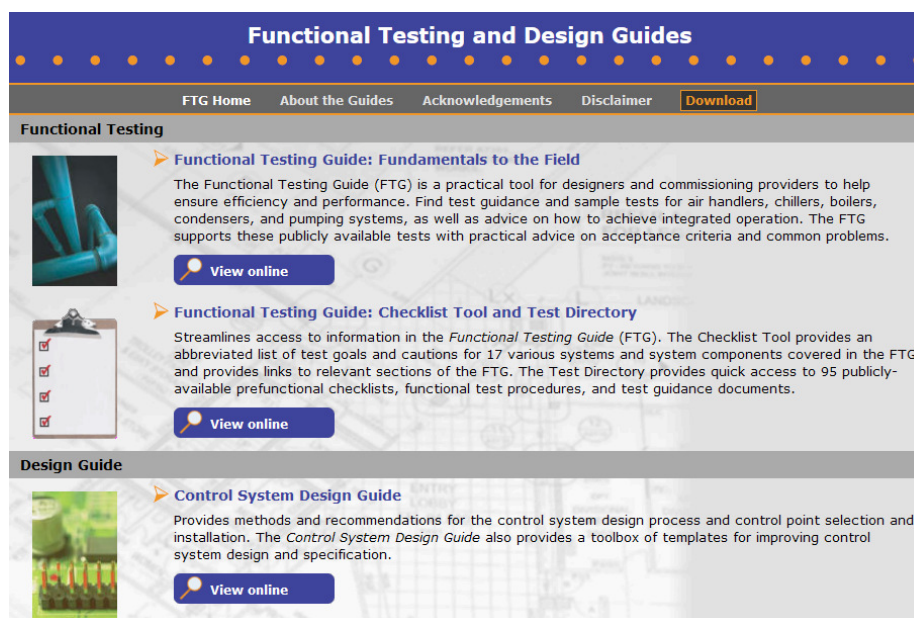 Functional Testing and Design Guides
FTG Home About the Guides Acknowledgements Disclaimer Download
Functional Testing
Functional Testing Guide: Fundamentals to the Field
The Functional Testing Guide (FTG) is a practical tool for designers and commissioning providers to help
ensure efficiency and performance. Find test guidance and sample tests for air handlers, chillers, boilers,
condensers, and pumping systems, as well as advice on how to achieve integrated operation. The FTG
supports these publicly available tests with practical advice on acceptance criteria and common problems.
View online
Functional Testing Guide: Checklist Tool and Test Directory
Streamlines access to information in the Functional Testing Guide (FTG). The Checklist Tool provides an
abbreviated list of test goals and cautions for 17 various systems and system components covered in the FTG
and provides links to relevant sections of the FTG. The Test Directory provides quick access to 95 publicly-
available prefunctional checklists, functional test procedures, and test guidance documents.
View online
Design Guide
Control System Design Guide
Provides methods and recommendations for the control system design process and control point selection and
installation. The Control System Design Guide also provides a toolbox of templates for improving control
system design and specification.
View online